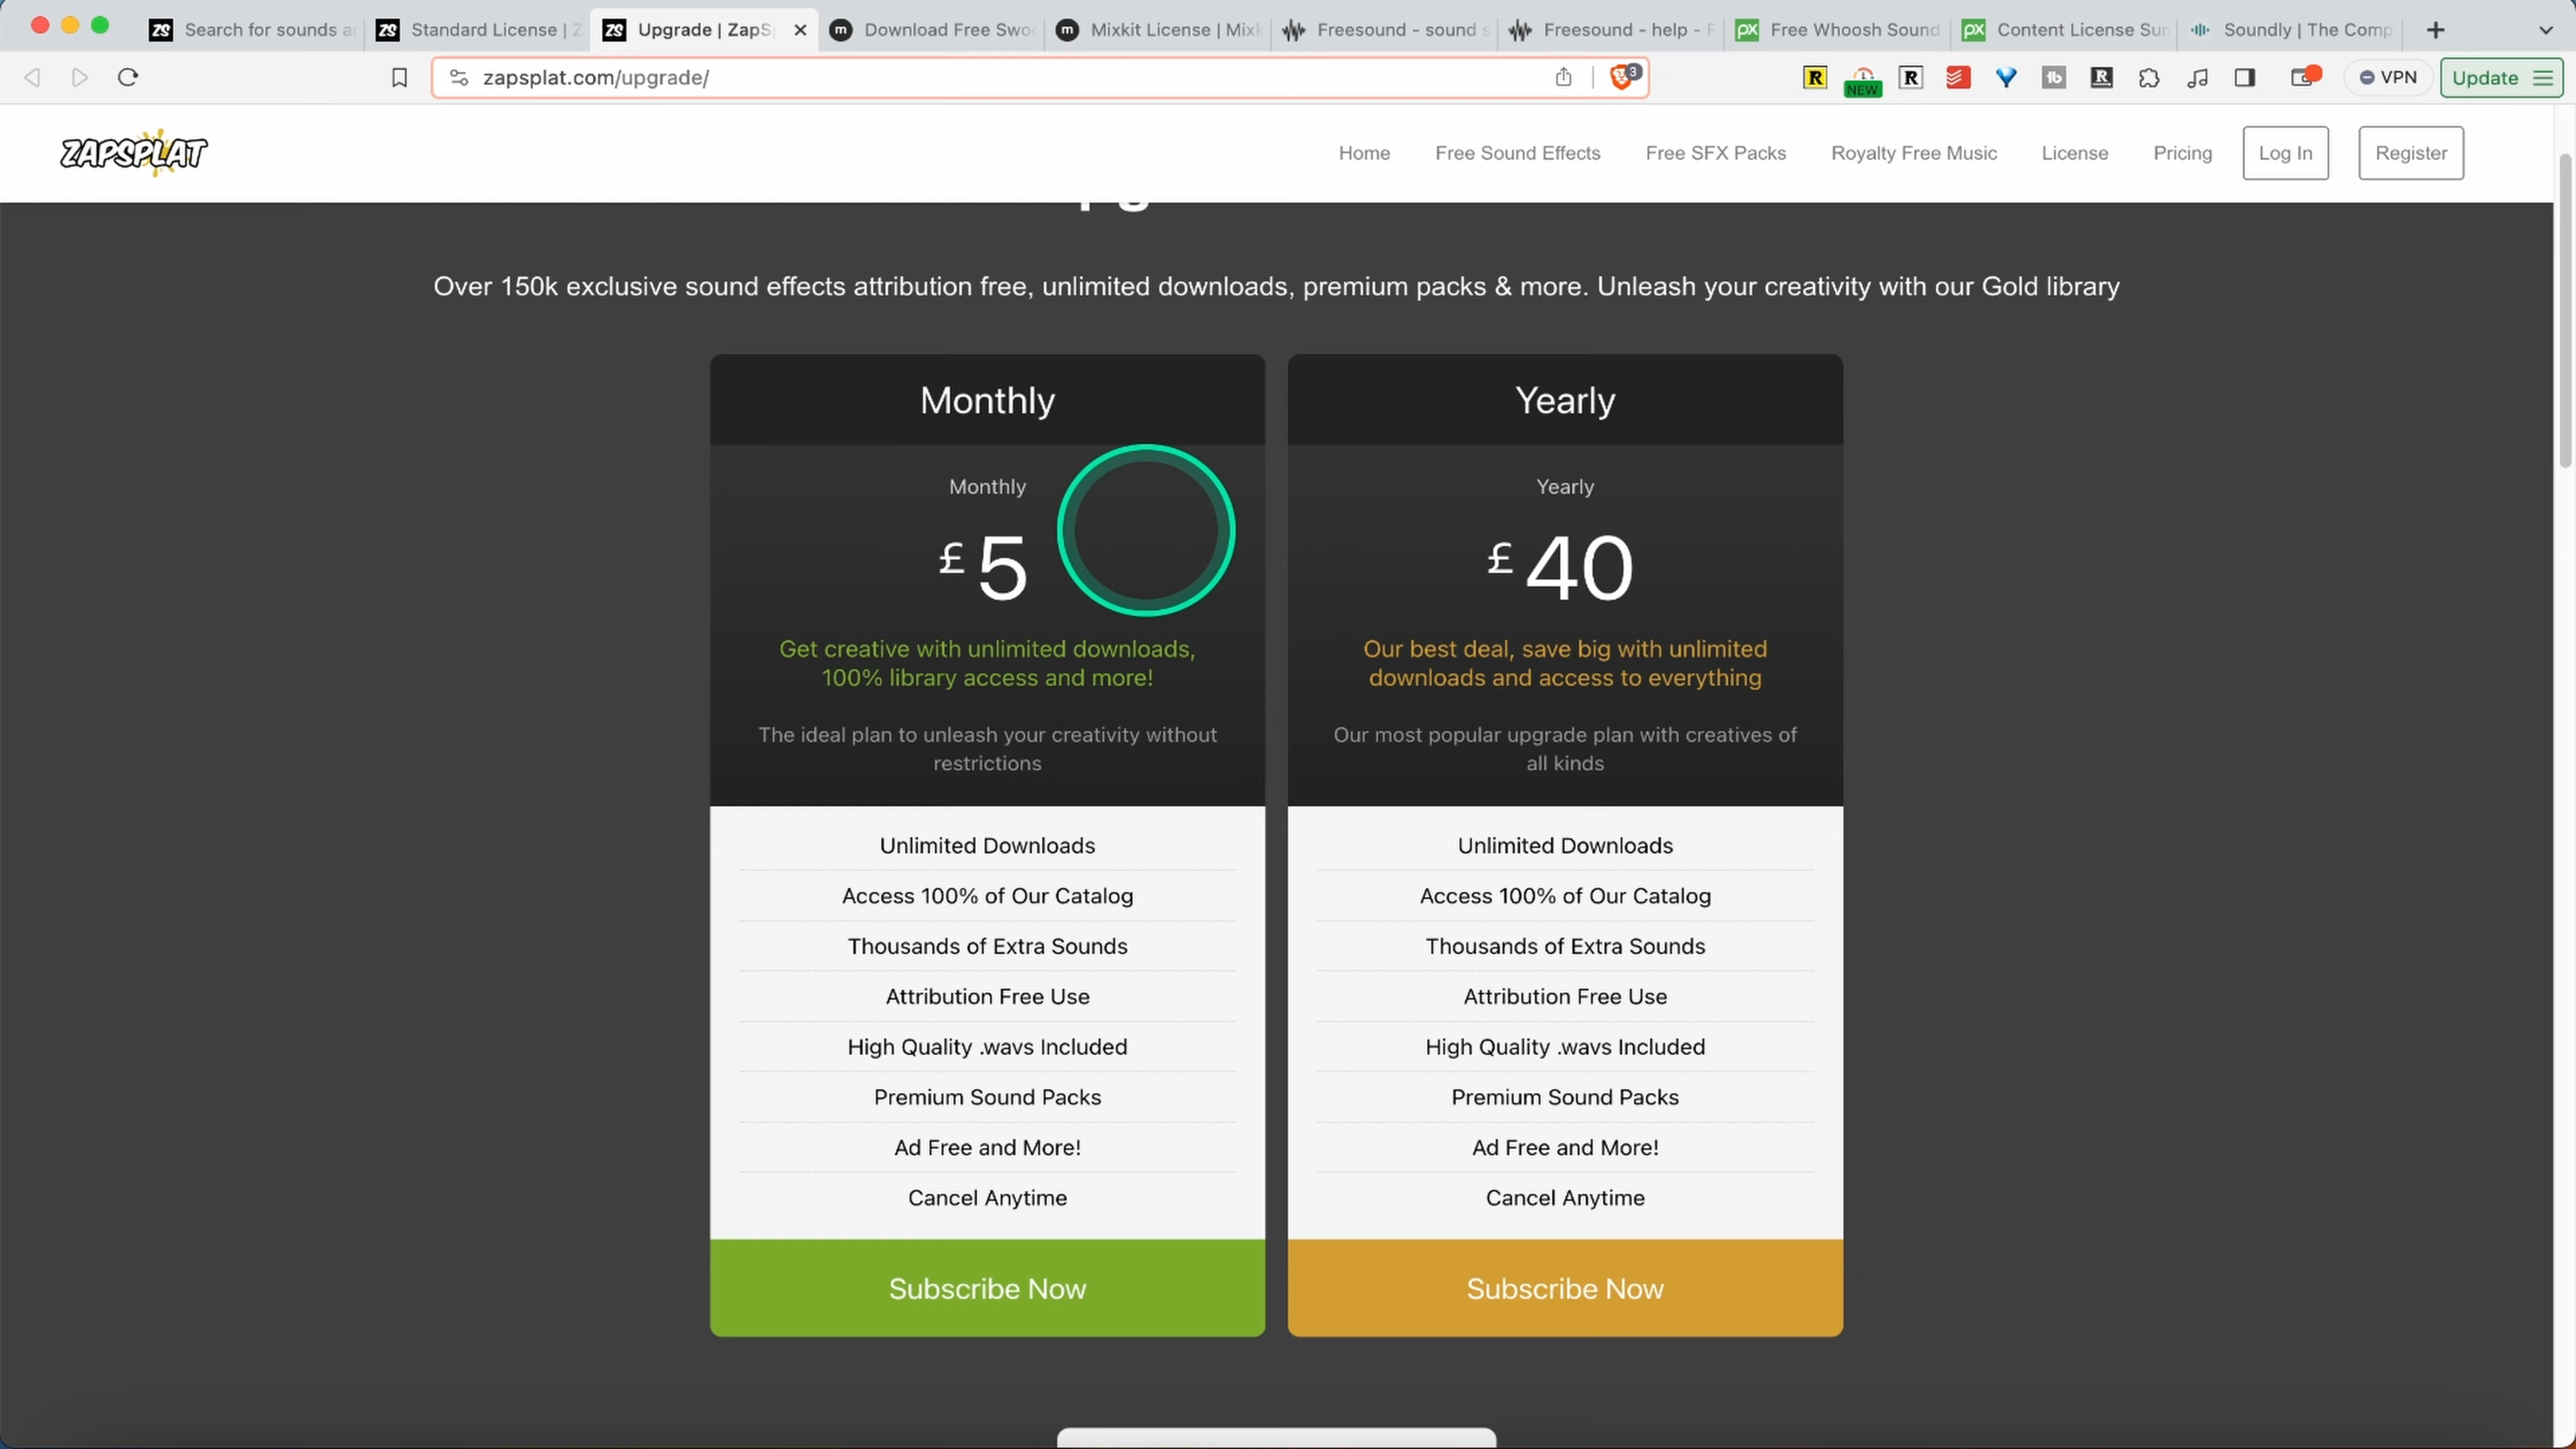 Search for sounds
Standard License |
Upgrade | ZapS
Download Free Swo
Mixkit License | Mix
Freesound - sound
Freesound - help -
Free Whoosh Sound
Content License Sum
Soundly | The Comp
zapsplat.com/upgrade/
3
NEW
VPN
Update
ZAPSPLAT
Home
Free Sound Effects
Free SFX Packs
Royalty Free Music
License
Pricing
Log In
Register
Over 150k exclusive sound effects attribution free, unlimited downloads, premium packs & more. Unleash your creativity with our Gold library
Monthly
Monthly
£5
Get creative with unlimited downloads,
100% library access and more!
The ideal plan to unleash your creativity without
restrictions
Unlimited Downloads
Access 100% of Our Catalog
Thousands of Extra Sounds
Attribution Free Use
High Quality .wavs Included
Premium Sound Packs
Ad Free and More!
Cancel Anytime
Subscribe Now
Yearly
Yearly
£40
Our best deal, save big with unlimited
downloads and access to everything
Our most popular upgrade plan with creatives of
all kinds
Unlimited Downloads
Access 100% of Our Catalog
Thousands of Extra Sounds
Attribution Free Use
High Quality .wavs Included
Premium Sound Packs
Ad Free and More!
Cancel Anytime
Subscribe Now